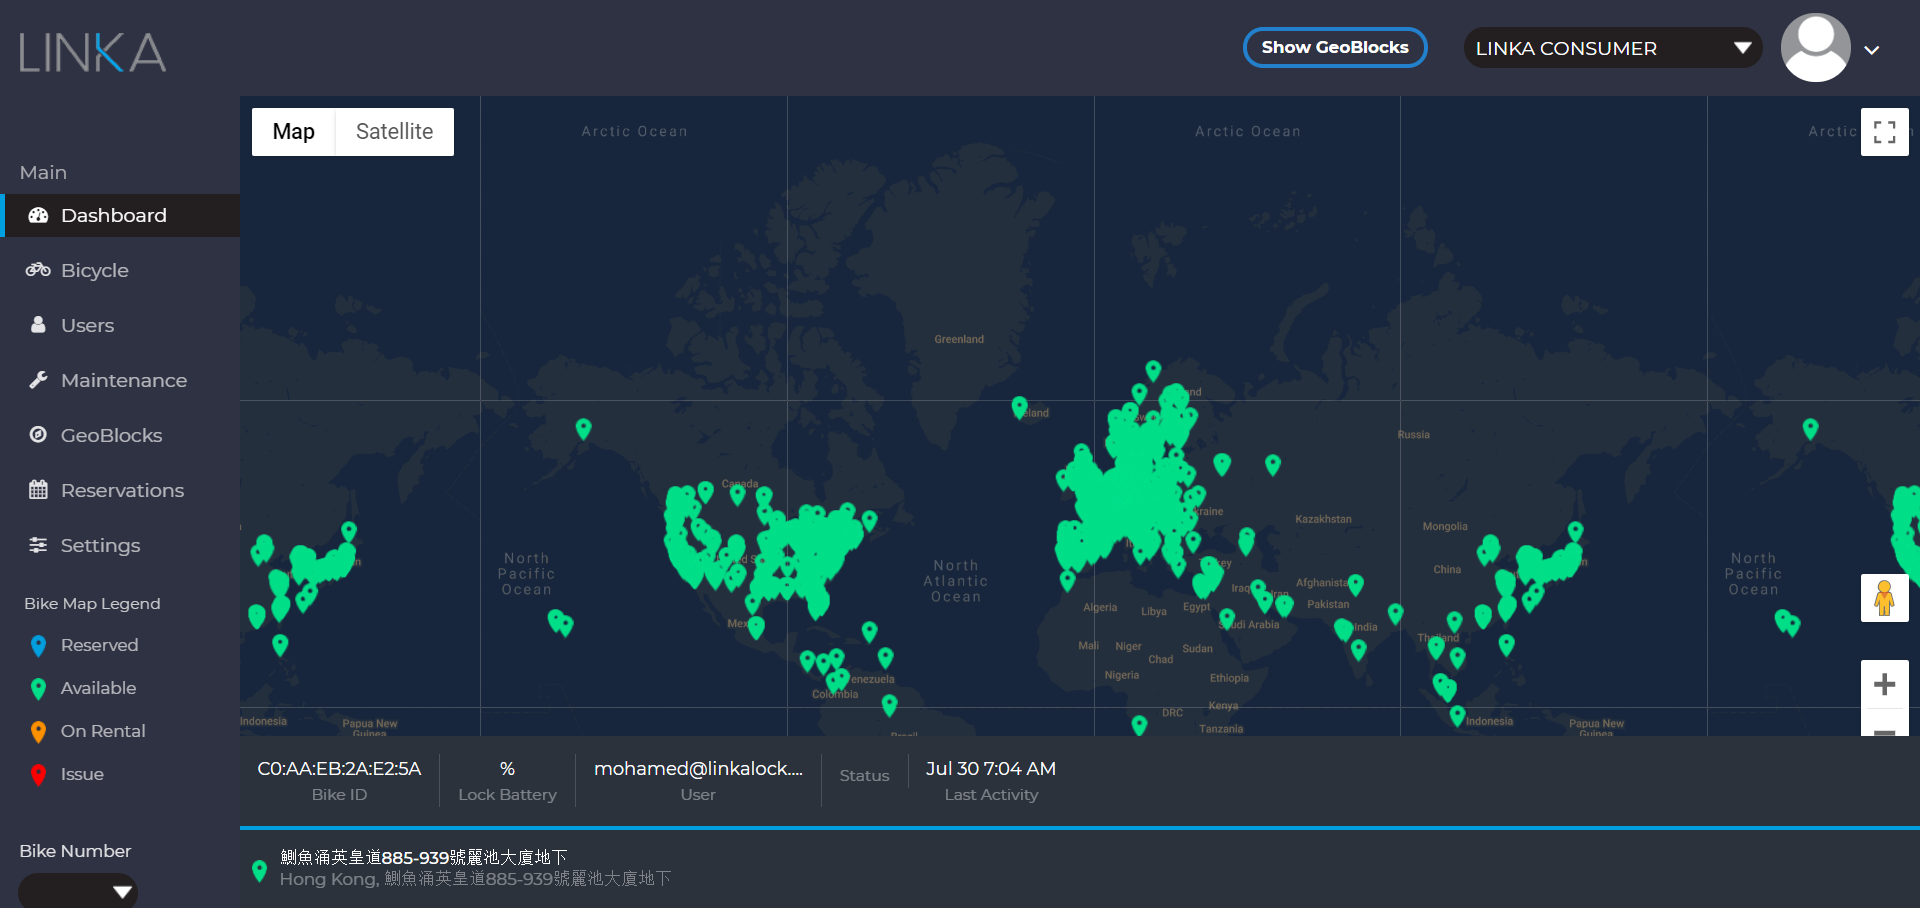 LINKA
Show GeoBlocks
LINKA CONSUMER
Main
Dashboard
Bicycle
Users
Maintenance
GeoBlocks
Reservations
Settings
Bike Map Legend
Reserved
Available
On Rental
Issue
Bike Number
Map
Satellite
Arctic Ocean
Arctic Ocean
Arctic
Greenland
Russia
Canada
Kazakhstan
Mongolia
China
North
Pacific
Ocean
North
Atlantic
Ocean
North
Pacific
Ocean
Afghanista
Pakistan
India
Iraq
Iran
Algeria
Libya
Egypt
Saudi Arabia
Mali
Niger
Chad
Sudan
Nigeria
Ethiopia
DRC
Kenya
Tanzania
Thailand
Colombia
enezuela
Brazil
Indonesia
Papua New
Guinea
Indonesia
Papua New
Guinea
C0:AA:EB:2A:E2:5A
Bike ID
%
Lock Battery
mohamed@linkalock....
User
Status
Jul 30 7:04 AM
Last Activity
鰂魚涌英皇道885-939號麗池大廈地下
Hong Kong, 鰂魚涌英皇道885-939號麗池大廈地下